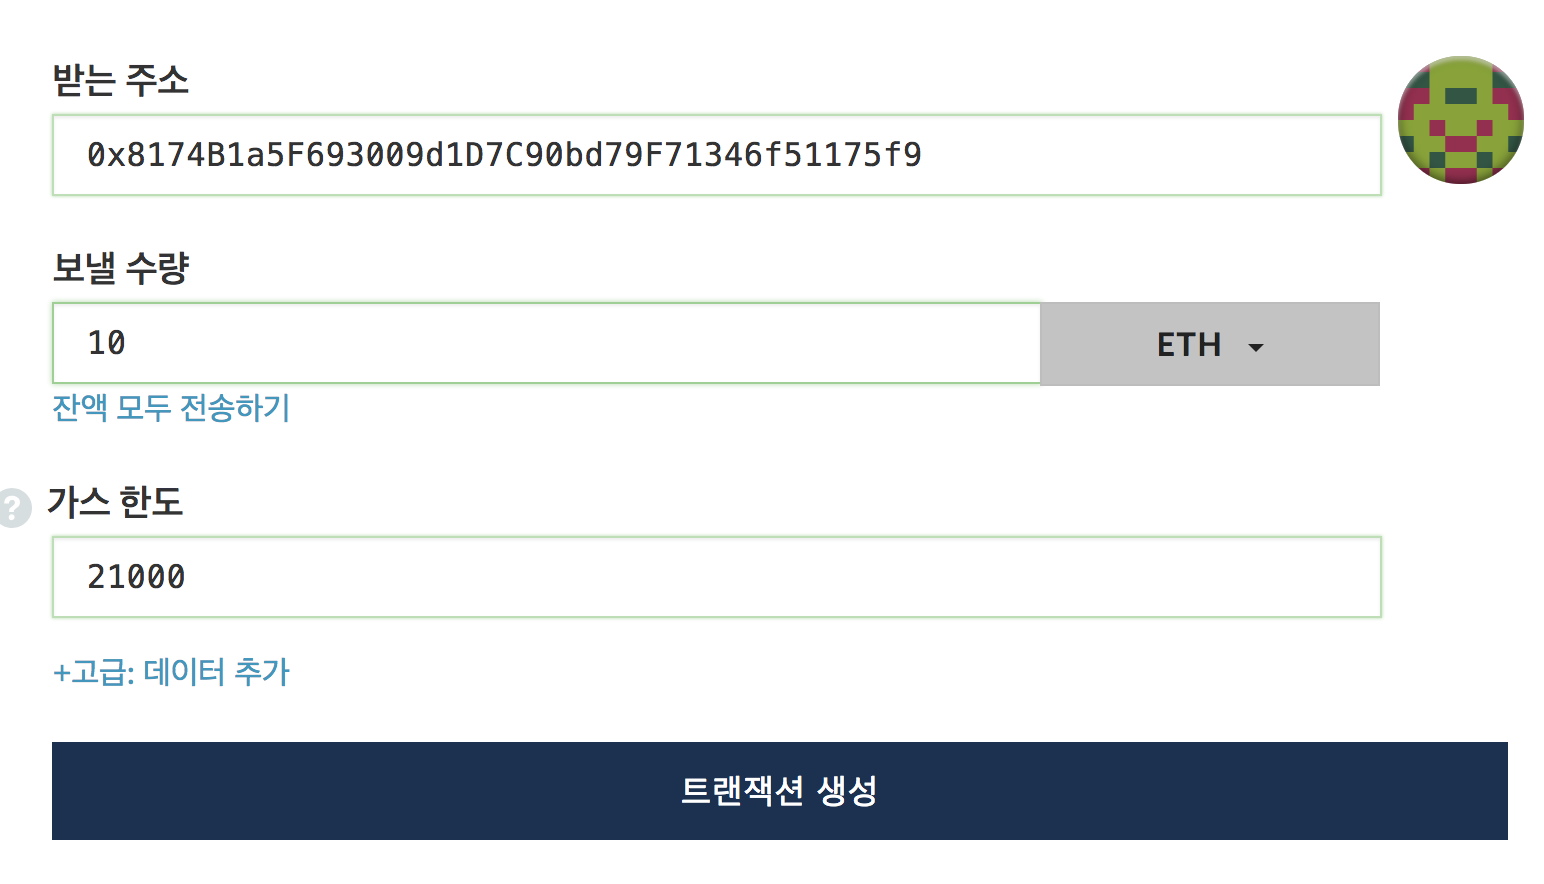 받는 주소
0x8174B1a5F693009d1D7C90bd79F71346f51175f9
보낼 수량
10
ETH
잔액 모두 전송하기
? 가스 한도
21000
+고급: 데이터 추가
트랜잭션 생성